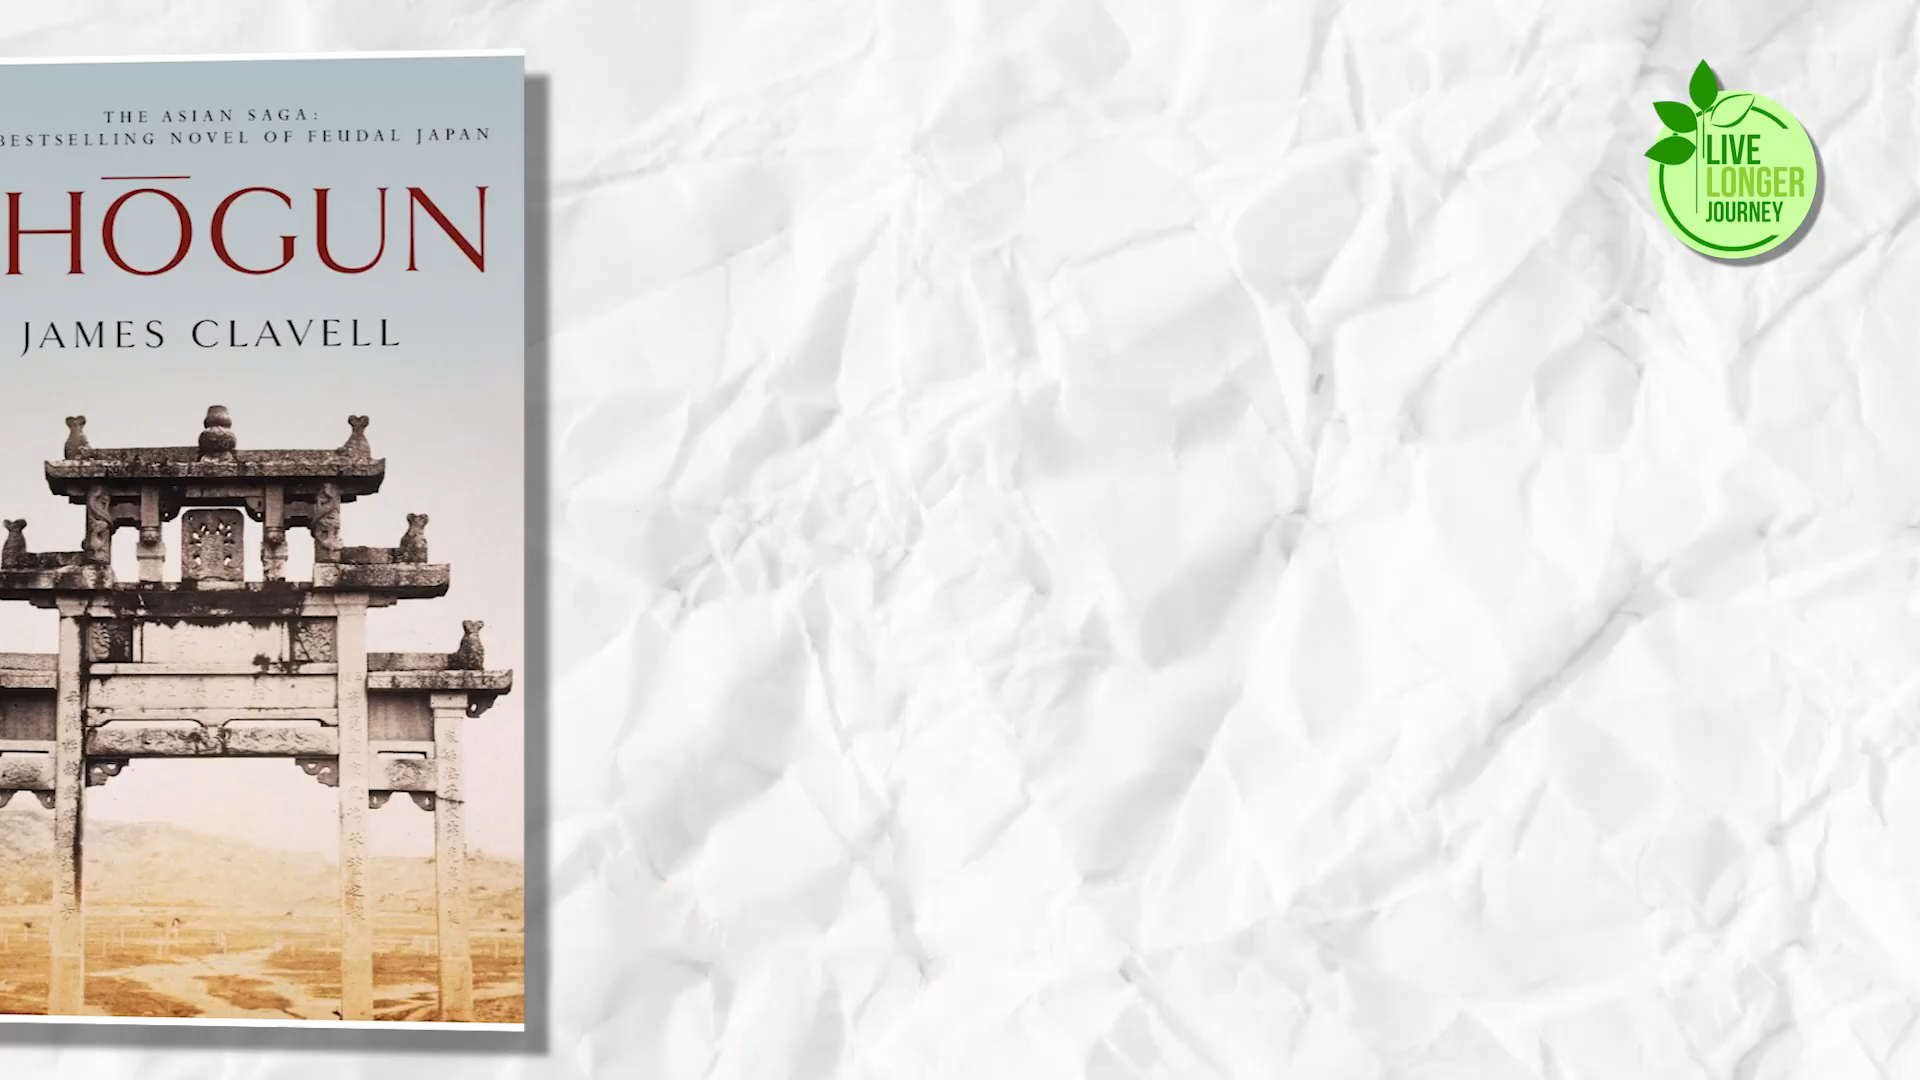 THE ASIAN SAGA:
BESTSELLING NOVEL OF FEUDAL JAPAN
HŌGUN
JAMES CLAVELL
LIVE
LONGER
JOURNEY